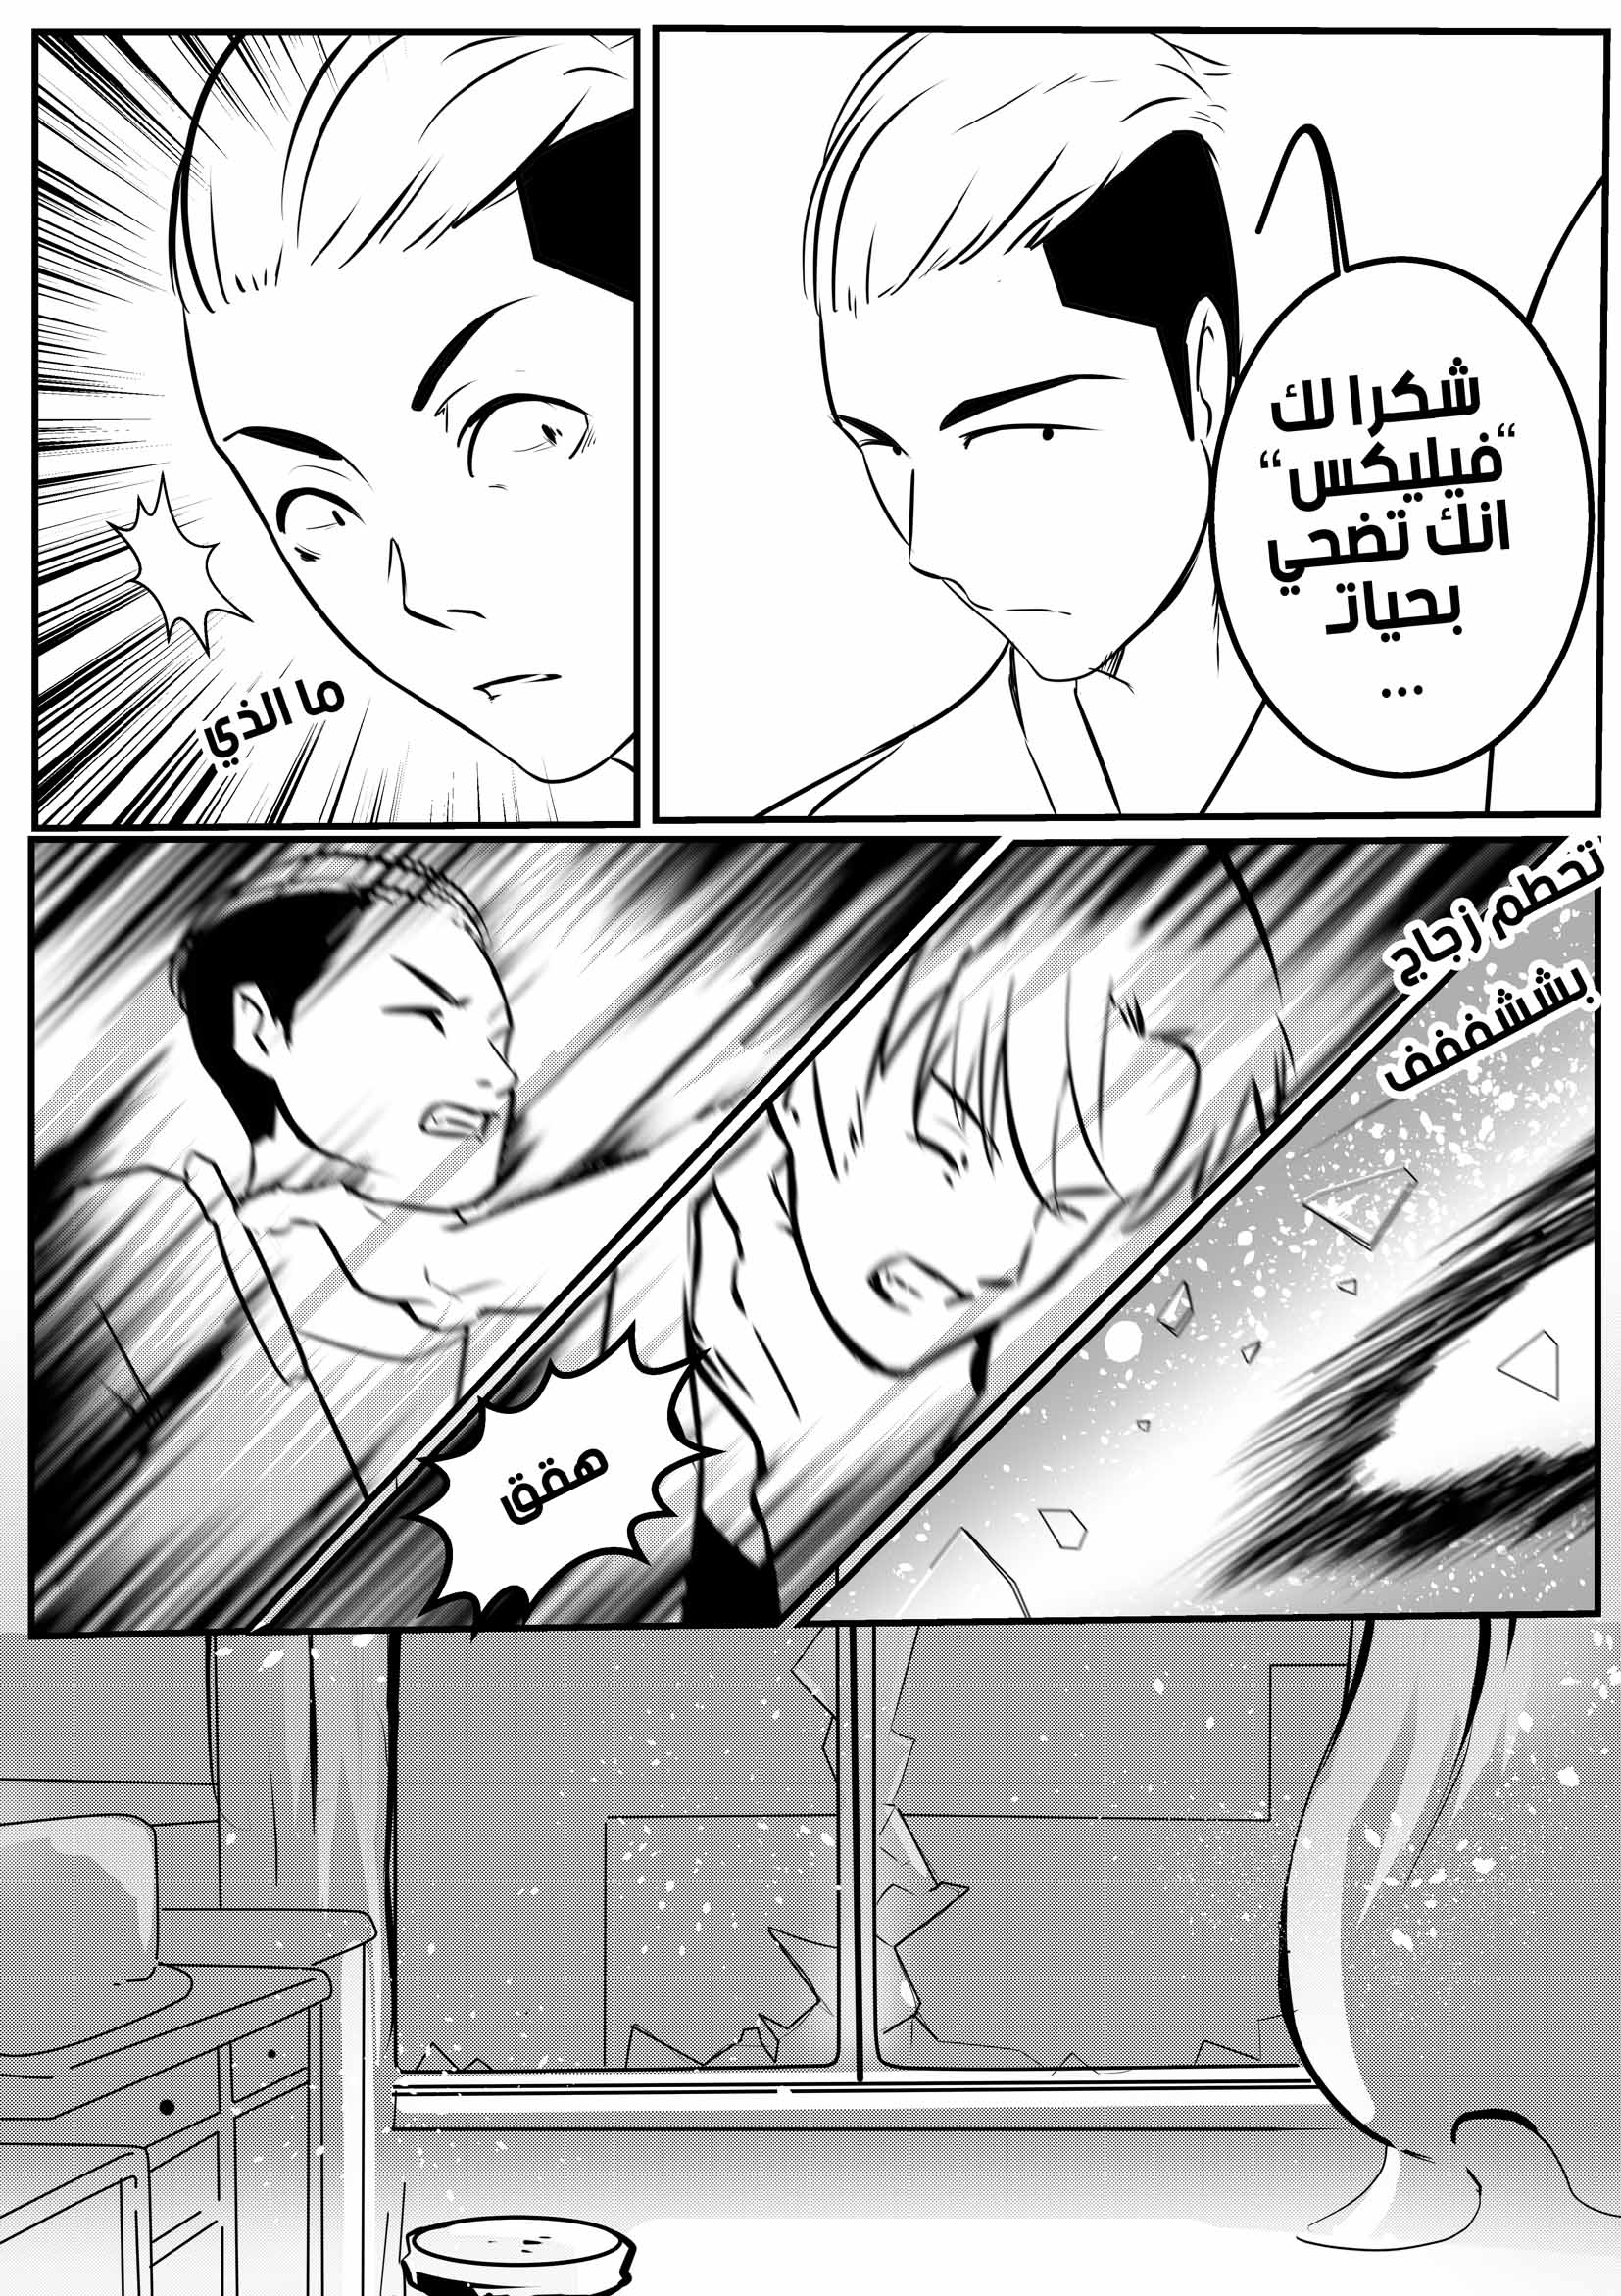 شكرا لك
“فيليكس“
انك تضحي
بحياتـ
...
ما الذي
تحطم زجاج
بششففف
هقق